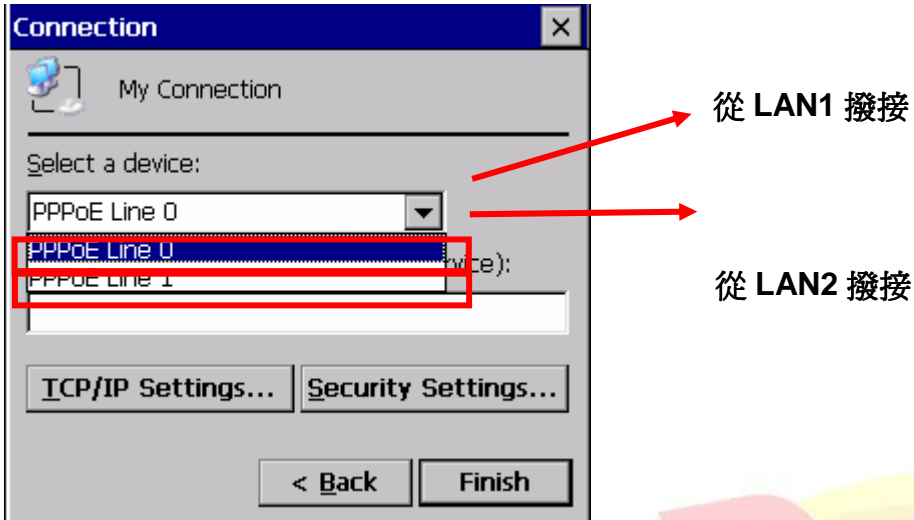 Connection
My Connection
從 LAN1 撥接
Select a device:
PPPoE Line 0
PPPoE Line 0
vice):
PPPoE Line 1
從 LAN2 撥接
TCP/IP Settings...
Security Settings...
< Back
Finish